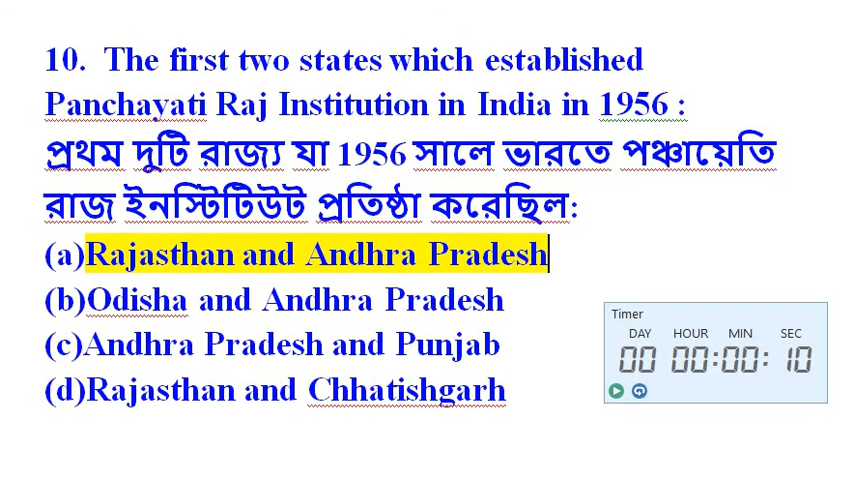 10. The first two states which established
Panchayati Raj Institution in India in 1956 :
প্রথম দুটি রাজ্য যা 1956 সালে ভারতে পঞ্চায়েতি
রাজ ইনস্টিটিউট প্রতিষ্ঠা করেছিল:
(a)Rajasthan and Andhra Pradesh
(b)Odisha and Andhra Pradesh
(c)Andhra Pradesh and Punjab
(d)Rajasthan and Chhatishgarh
Timer
DAY HOUR MIN SEC
00 00:00:10